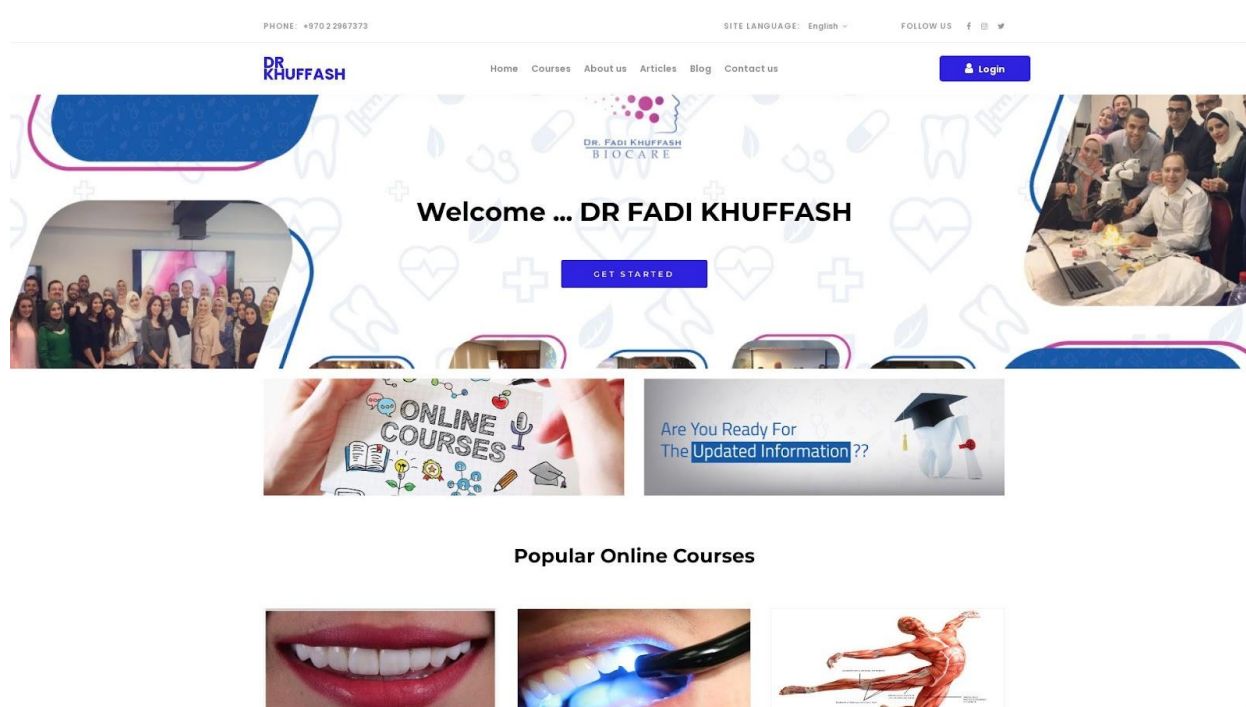 PHONE: +970 2 2967373
SITE LANGUAGE: English
FOLLOW US
DR
KHUFFASH
Home Courses About us Articles Blog Contact us
Login
DR. FADI KHUFFASH
BIOCARE
Welcome ... DR FADI KHUFFASH
GET STARTED
ONLINE
COURSES
Are You Ready For
The Updated Information ??
Popular Online Courses